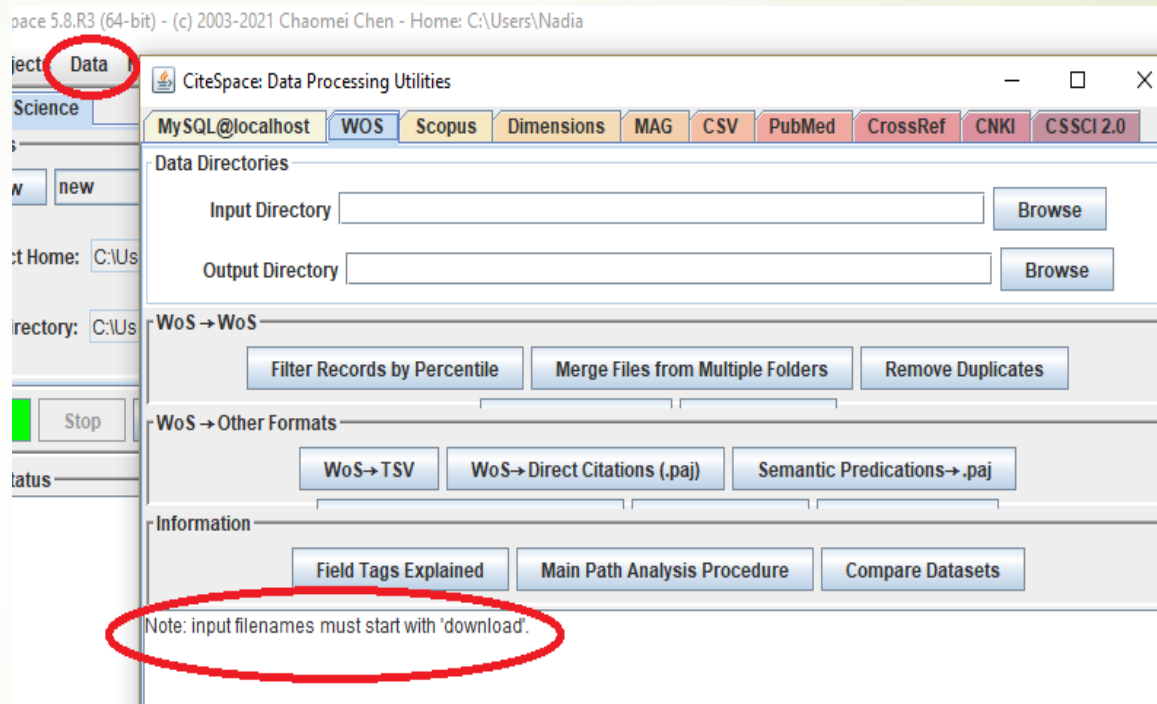 pace 5.8.R3 (64-bit) - (c) 2003-2021 Chaomei Chen - Home: C:\Users\Nadia
ject Data
CiteSpace: Data Processing Utilities
Science
MySQL@localhost WOS Scopus Dimensions MAG CSV PubMed CrossRef CNKI CSSCI 2.0
Data Directories
new
Input Directory Browse
ct Home: C:\Us
Output Directory Browse
irectory: C:\Us
WoS→WoS
Filter Records by Percentile Merge Files from Multiple Folders Remove Duplicates
Stop
WoS→Other Formats
WoS→TSV WoS→Direct Citations (.paj) Semantic Predications→.paj
tatus
Information
Field Tags Explained Main Path Analysis Procedure Compare Datasets
Note: input filenames must start with 'download'.